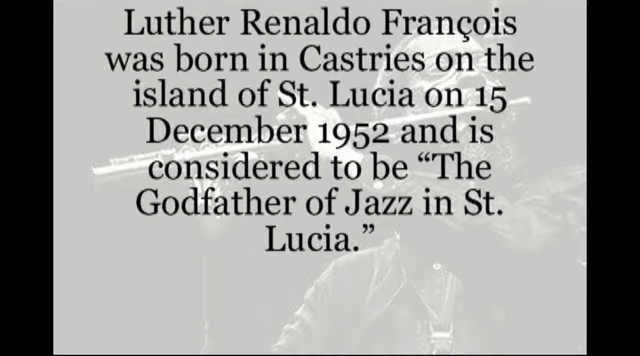 Luther Renaldo François
was born in Castries on the
island of St. Lucia on 15
December 1952 and is
considered to be “The
Godfather of Jazz in St.
Lucia.”